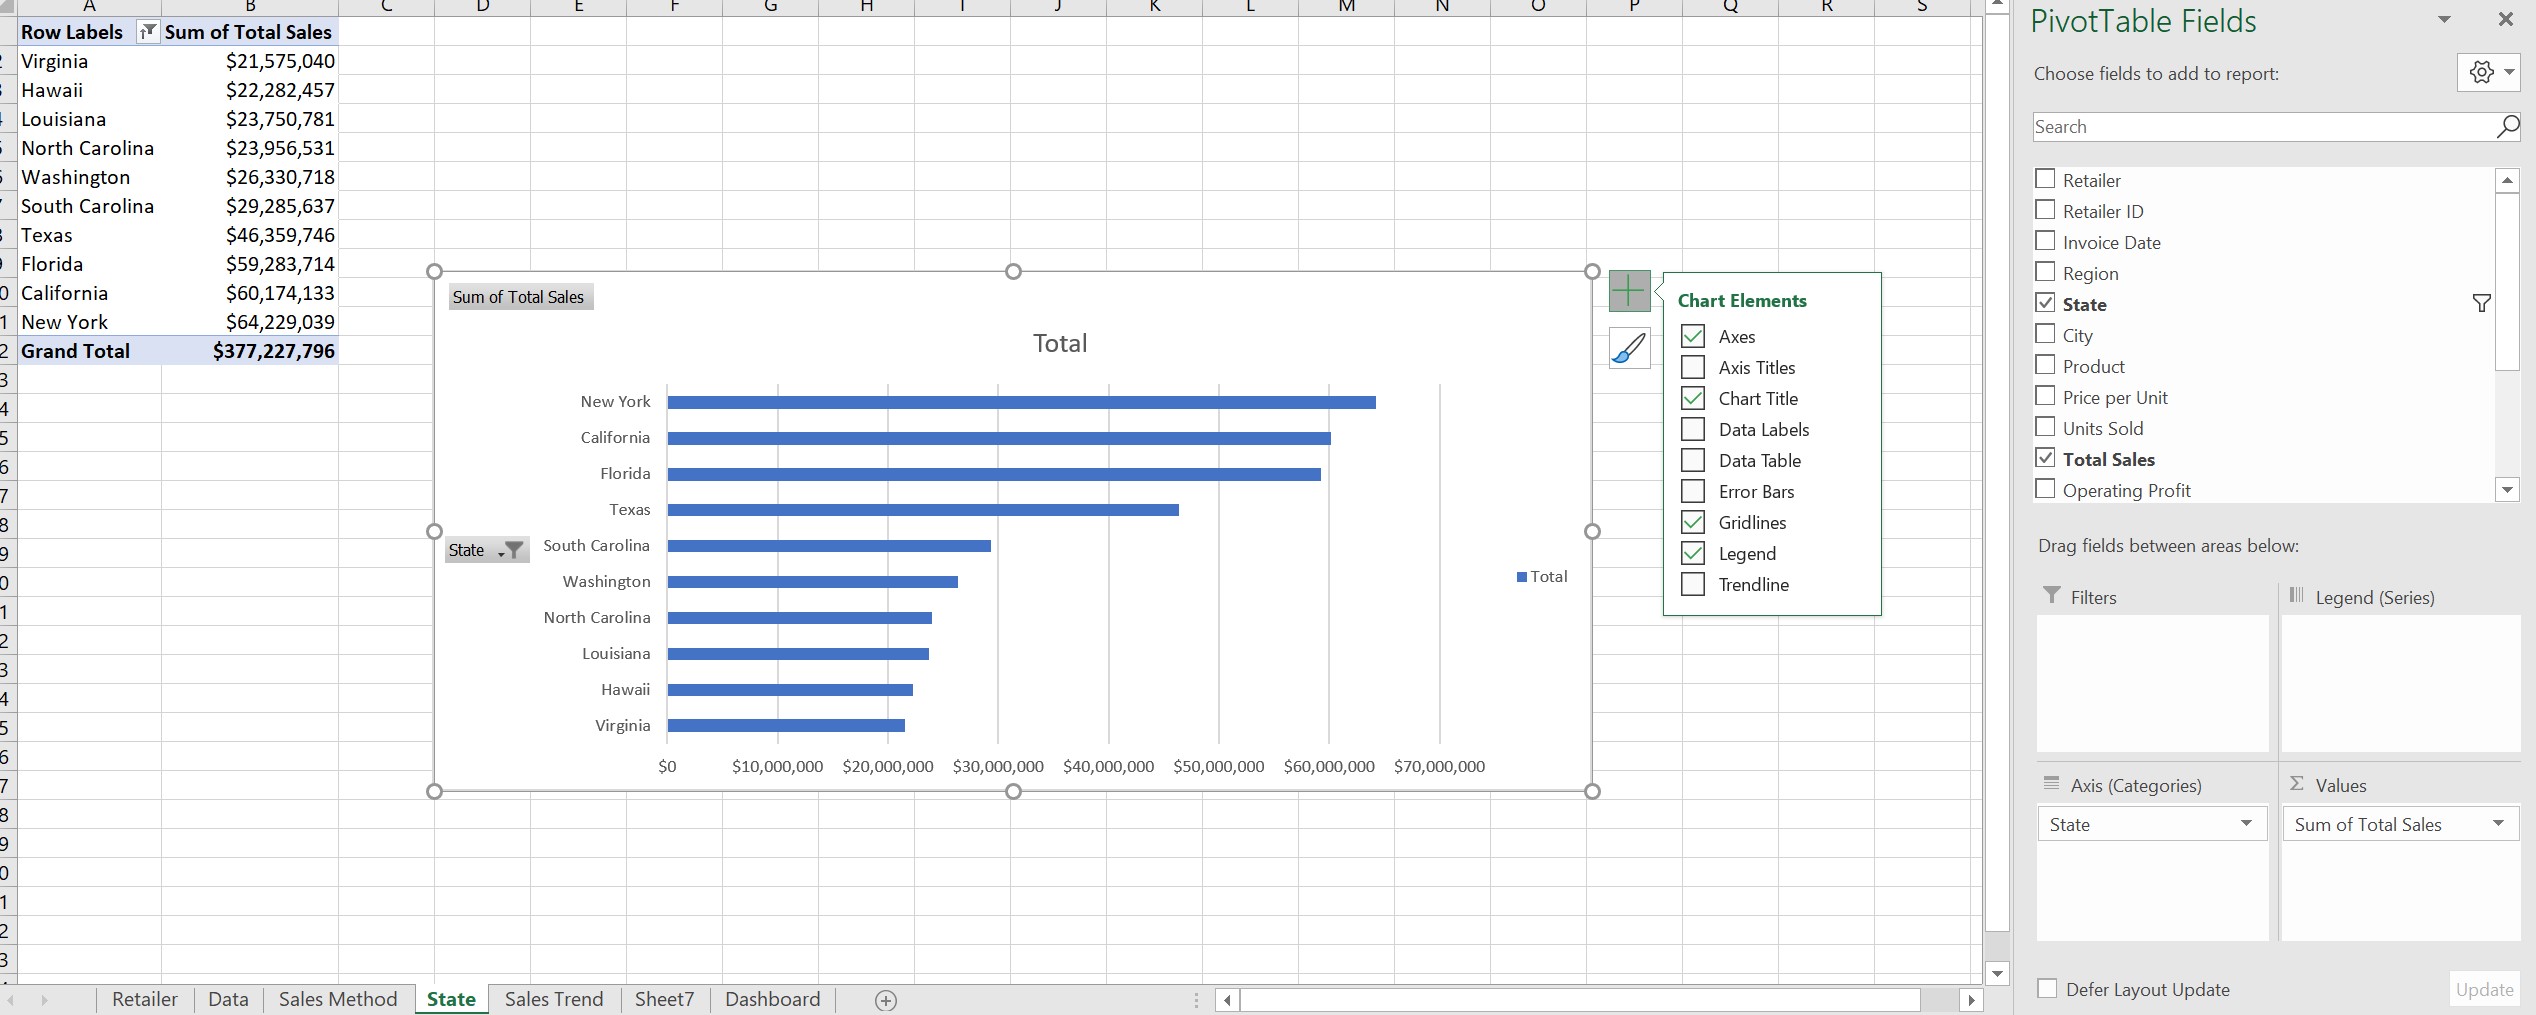 A B C D E F G H I J K L M N O P Q R S
Row Labels Sum of Total Sales
Virginia $21,575,040
Hawaii $22,282,457
Louisiana $23,750,781
North Carolina $23,956,531
Washington $26,330,718
South Carolina $29,285,637
Texas $46,359,746
Florida $59,283,714
California $60,174,133
New York $64,229,039
Grand Total $377,227,796
Sum of Total Sales
Total
New York
California
Florida
Texas
South Carolina
Washington
North Carolina
Louisiana
Hawaii
Virginia
State
$0 $10,000,000 $20,000,000 $30,000,000 $40,000,000 $50,000,000 $60,000,000 $70,000,000
Total
Chart Elements
Axes
Axis Titles
Chart Title
Data Labels
Data Table
Error Bars
Gridlines
Legend
Trendline
PivotTable Fields
Choose fields to add to report:
Search
Retailer
Retailer ID
Invoice Date
Region
State
City
Product
Price per Unit
Units Sold
Total Sales
Operating Profit
Drag fields between areas below:
Filters
Legend (Series)
Axis (Categories)
Σ Values
State
Sum of Total Sales
Defer Layout Update
Update
Retailer Data Sales Method State Sales Trend Sheet7 Dashboard